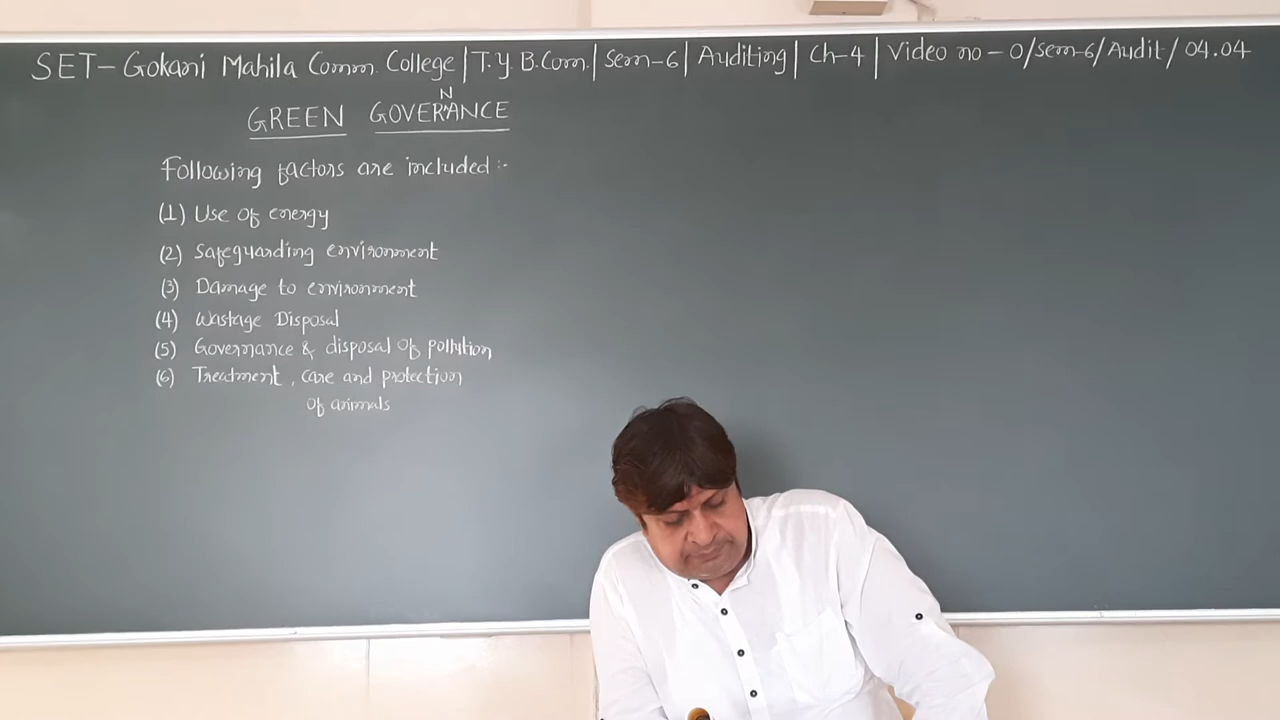 SET- Gokani Mahila Comm. College | T.Y. B.Com. | Sem-6 | Auditing | Ch-4 | Video no - 0/sem-6/Audit/04.04
GREEN GOVERNANCE
Following factors are included :-
(1) Use of energy
(2) Safeguarding environment
(3) Damage to environment
(4) Wastage Disposal
(5) Governance & disposal of pollution
(6) Treatment, care and protection
of animals